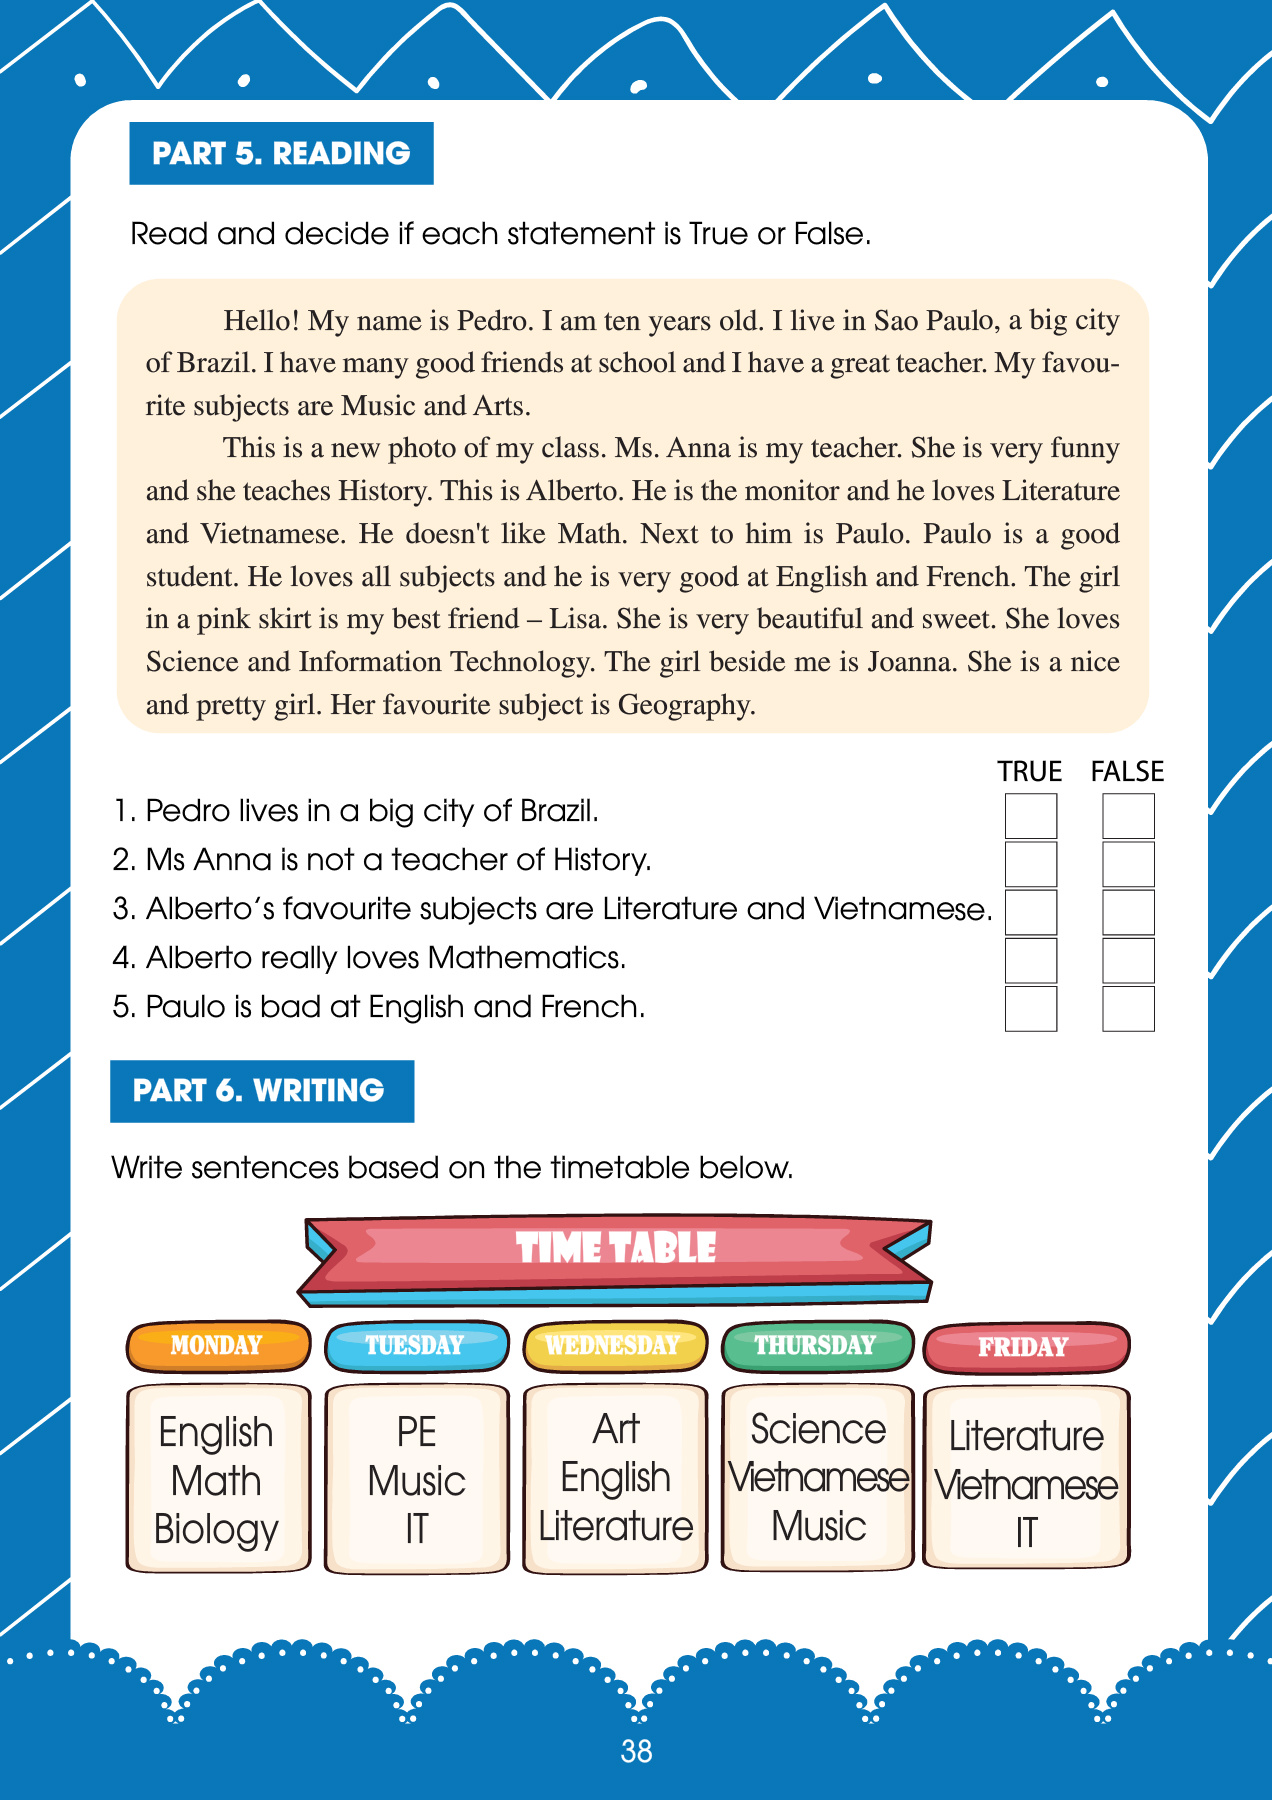 PART 5. READING
Read and decide if each statement is True or False.
Hello! My name is Pedro. I am ten years old. I live in Sao Paulo, a big city
of Brazil. I have many good friends at school and I have a great teacher. My favou-
rite subjects are Music and Arts.
This is a new photo of my class. Ms. Anna is my teacher. She is very funny
and she teaches History. This is Alberto. He is the monitor and he loves Literature
and Vietnamese. He doesn't like Math. Next to him is Paulo. Paulo is a good
student. He loves all subjects and he is very good at English and French. The girl
in a pink skirt is my best friend – Lisa. She is very beautiful and sweet. She loves
Science and Information Technology. The girl beside me is Joanna. She is a nice
and pretty girl. Her favourite subject is Geography.
TRUE FALSE
1. Pedro lives in a big city of Brazil.
2. Ms Anna is not a teacher of History.
3. Alberto’s favourite subjects are Literature and Vietnamese.
4. Alberto really loves Mathematics.
5. Paulo is bad at English and French.
PART 6. WRITING
Write sentences based on the timetable below.
TIME TABLE
MONDAY
English
Math
Biology
TUESDAY
PE
Music
IT
WEDNESDAY
Art
English
Literature
THURSDAY
Science
Vietnamese
Music
FRIDAY
Literature
Vietnamese
IT
38